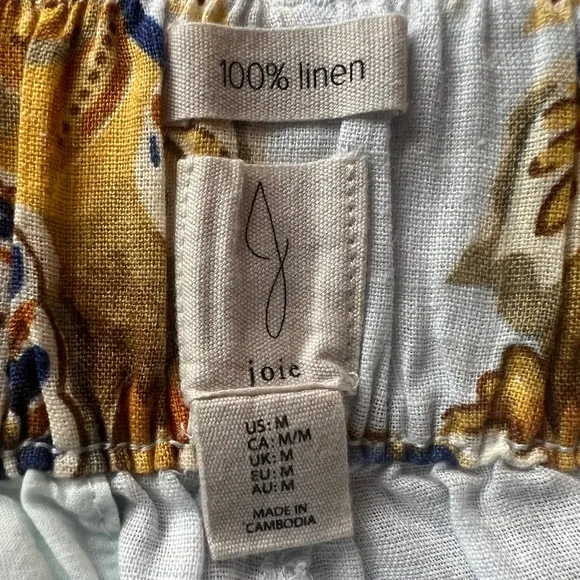 100% linen
joie
US: M
CA: M/M
UK: M
EU: M
AU: M
MADE IN
CAMBODIA